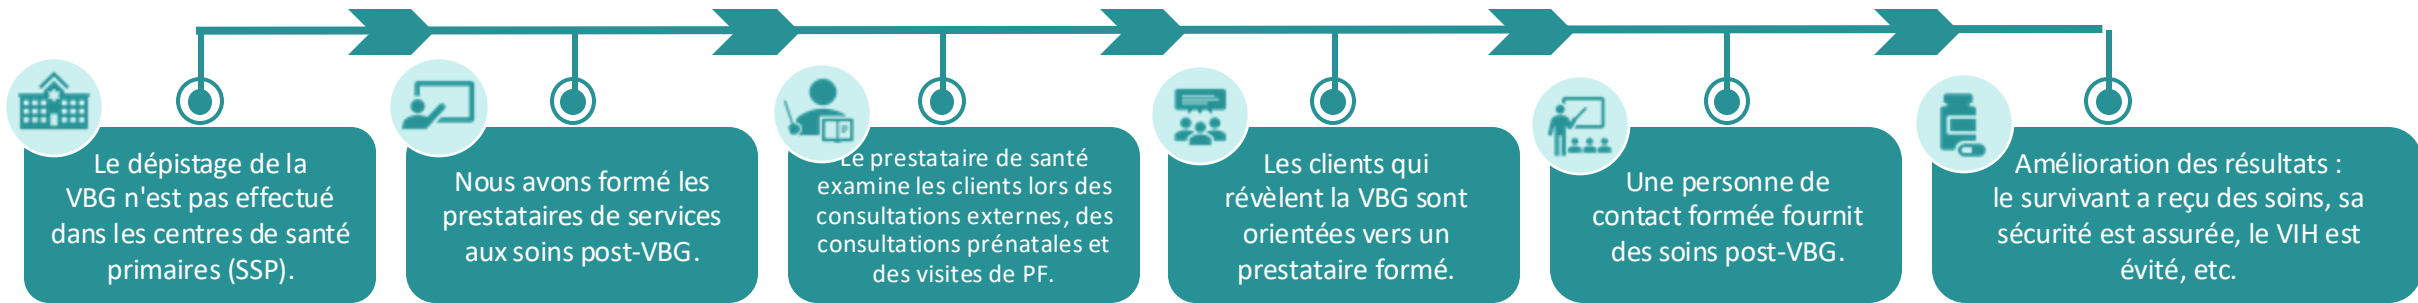 Le dépistage de la
VBG n'est pas effectué
dans les centres de santé
primaires (SSP).
Nous avons formé les
prestataires de services
aux soins post-VBG.
Le prestataire de santé
examine les clients lors des
consultations externes, des
consultations prénatales et
des visites de PF.
Les clients qui
révèlent la VBG sont
orientées vers un
prestataire formé.
Une personne de
contact formée fournit
des soins post-VBG.
Amélioration des résultats :
le survivant a reçu des soins, sa
sécurité est assurée, le VIH est
évité, etc.